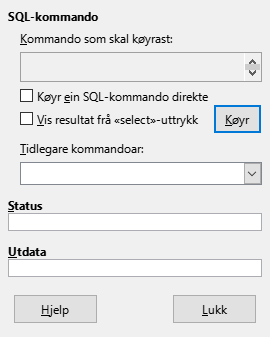 SQL-kommando
Kommando som skal køyrast:
Køyr ein SQL-kommando direkte
Vis resultat frå «select»-uttrykk
Køyr
Tidlegare kommandoar:
Status
Utdata
Hjelp
Lukk